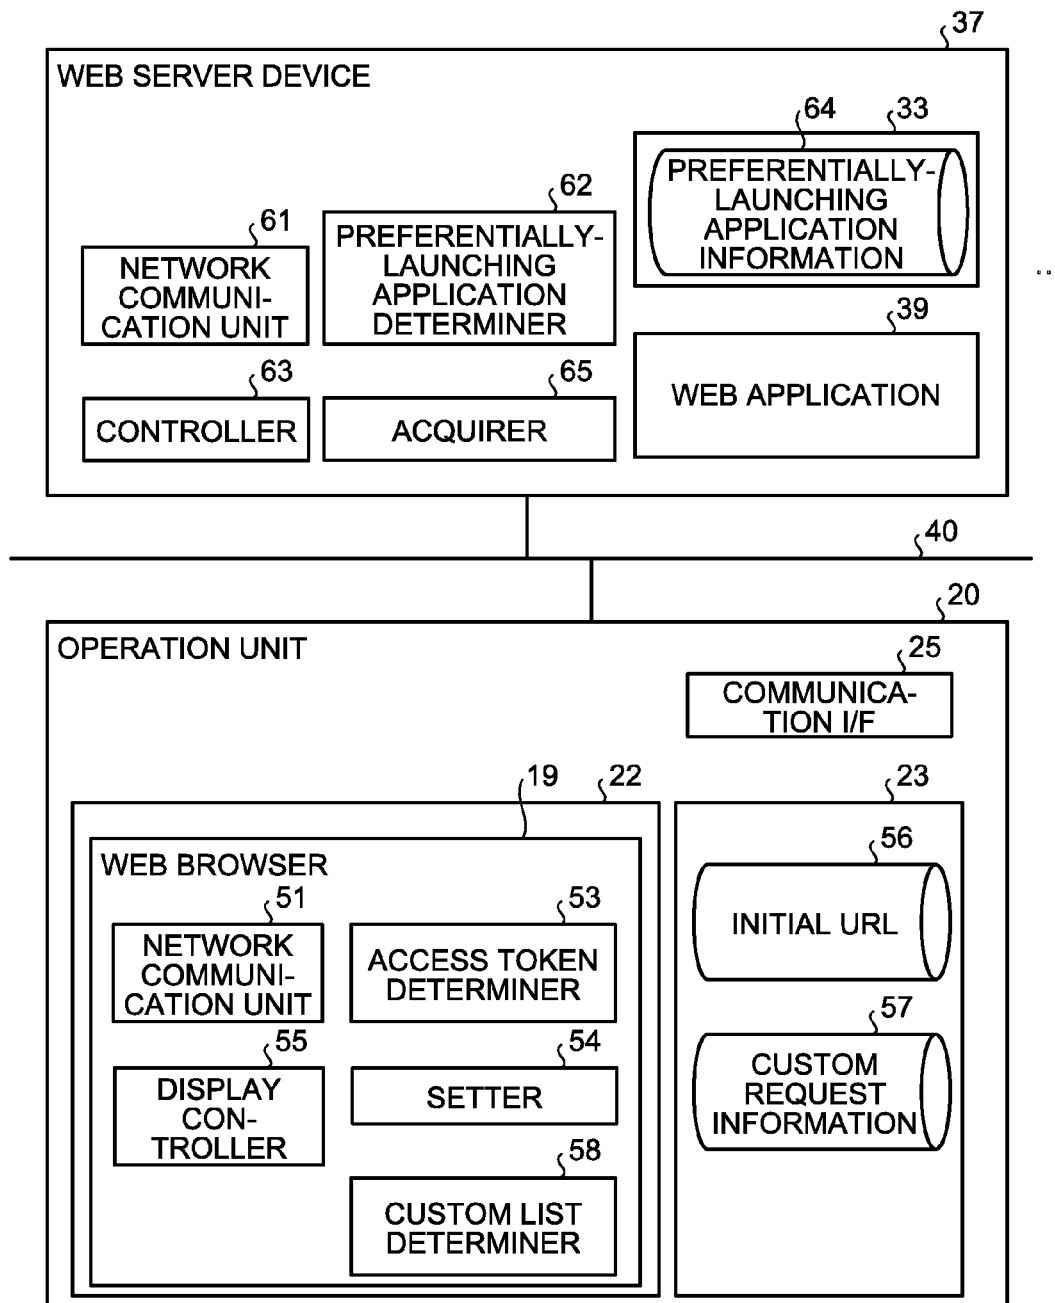 37
WEB SERVER DEVICE
64
33
PREFERENTIALLY-
LAUNCHING
APPLICATION
INFORMATION
62
PREFERENTIALLY-
LAUNCHING
APPLICATION
DETERMINER
61
NETWORK
COMMUNI-
CATION UNIT
39
WEB APPLICATION
63
CONTROLLER
65
ACQUIRER
40
20
OPERATION UNIT
25
COMMUNICA-
TION I/F
19
22
23
WEB BROWSER
51
NETWORK
COMMUNI-
CATION UNIT
53
ACCESS TOKEN
DETERMINER
56
INITIAL URL
55
DISPLAY
CON-
TROLLER
54
SETTER
57
CUSTOM
REQUEST
INFORMATION
58
CUSTOM LIST
DETERMINER